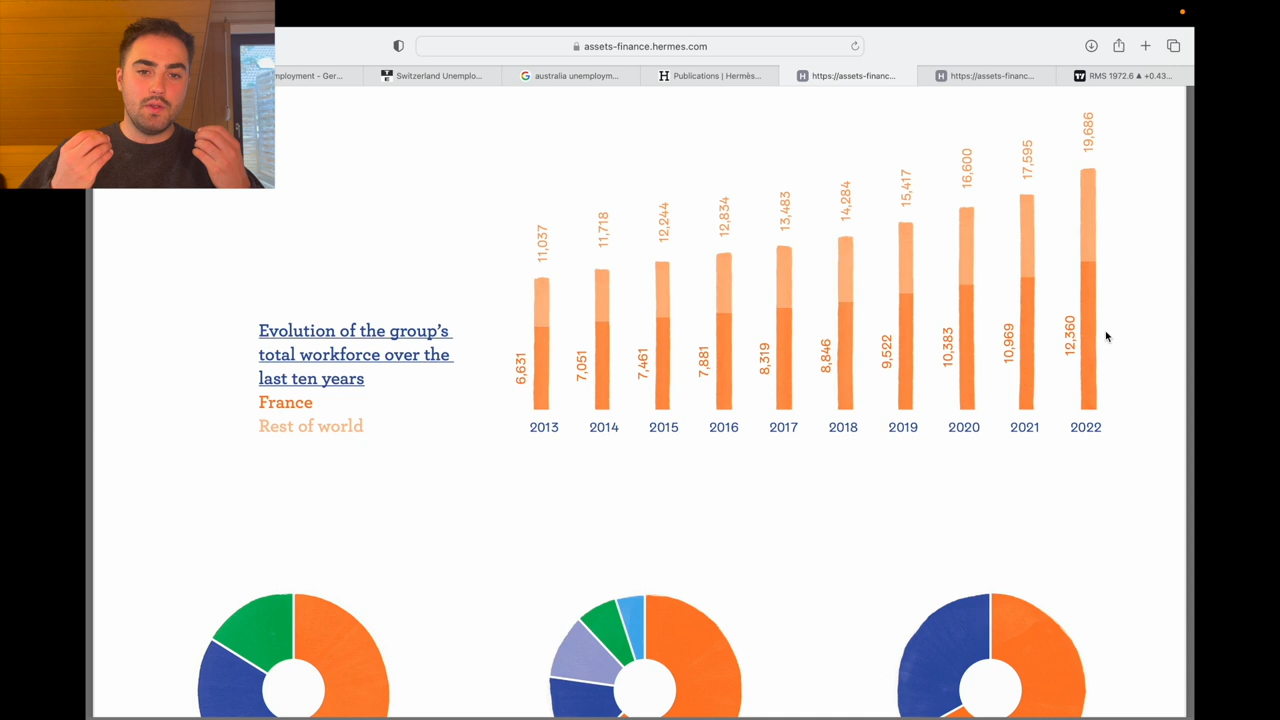 assets-finance.hermes.com
nployment - Ger...
Switzerland Unemplo...
australia unemploym...
Publications | Hermès...
https://assets-financ...
https://assets-financ...
RMS 1972.6 ▲ +0.43...
Evolution of the group's
total workforce over the
last ten years
France
Rest of world
11,037
11,718
12,244
12,834
13,483
14,284
15,417
16,600
17,595
19,686
6,631
7,051
7,461
7,881
8,319
8,846
9,522
10,383
10,969
12,360
2013
2014
2015
2016
2017
2018
2019
2020
2021
2022